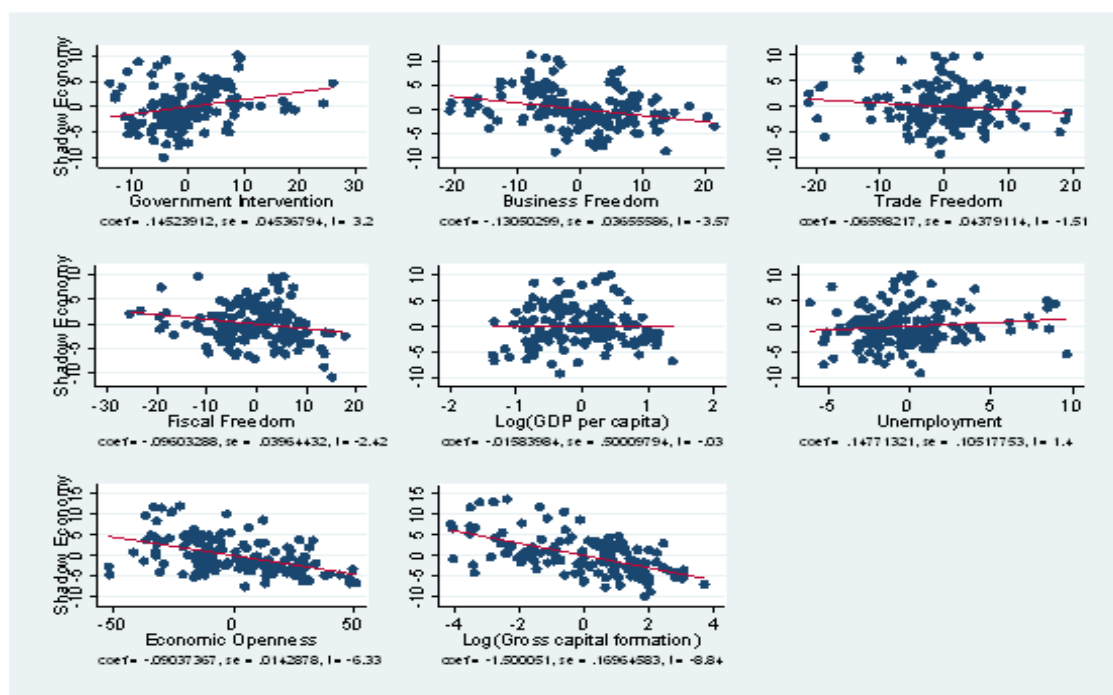 Shadow Economy
-10 -5 0 5 10
-10 0 10 20 30
Government Intervention
coef = .14523912, se = .04536794, t = 3.2
-10 -5 0 5 10
-20 -10 0 10 20
Business Freedom
coef = -.13050299, se = .03655586, t = -3.57
-10 -5 0 5 10
-20 -10 0 10 20
Trade Freedom
coef = -.06598217, se = .04379114, t = -1.51
Shadow Economy
-10 -5 0 5 10
-30 -20 -10 0 10 20
Fiscal Freedom
coef = -.09603288, se = .03964432, t = -2.42
-10 -5 0 5 10
-2 -1 0 1 2
Log(GDP per capita)
coef = -.01583984, se = .50009794, t = -.03
-10 -5 0 5 10
-5 0 5 10
Unemployment
coef = .14771321, se = .10517753, t = 1.4
Shadow Economy
-10 -5 0 5 10 15
-50 0 50
Economic Openness
coef = -.09037367, se = .0142878, t = -6.33
-10 -5 0 5 10 15
-4 -2 0 2 4
Log(Gross capital formation)
coef = -1.500051, se = .16964583, t = -8.84